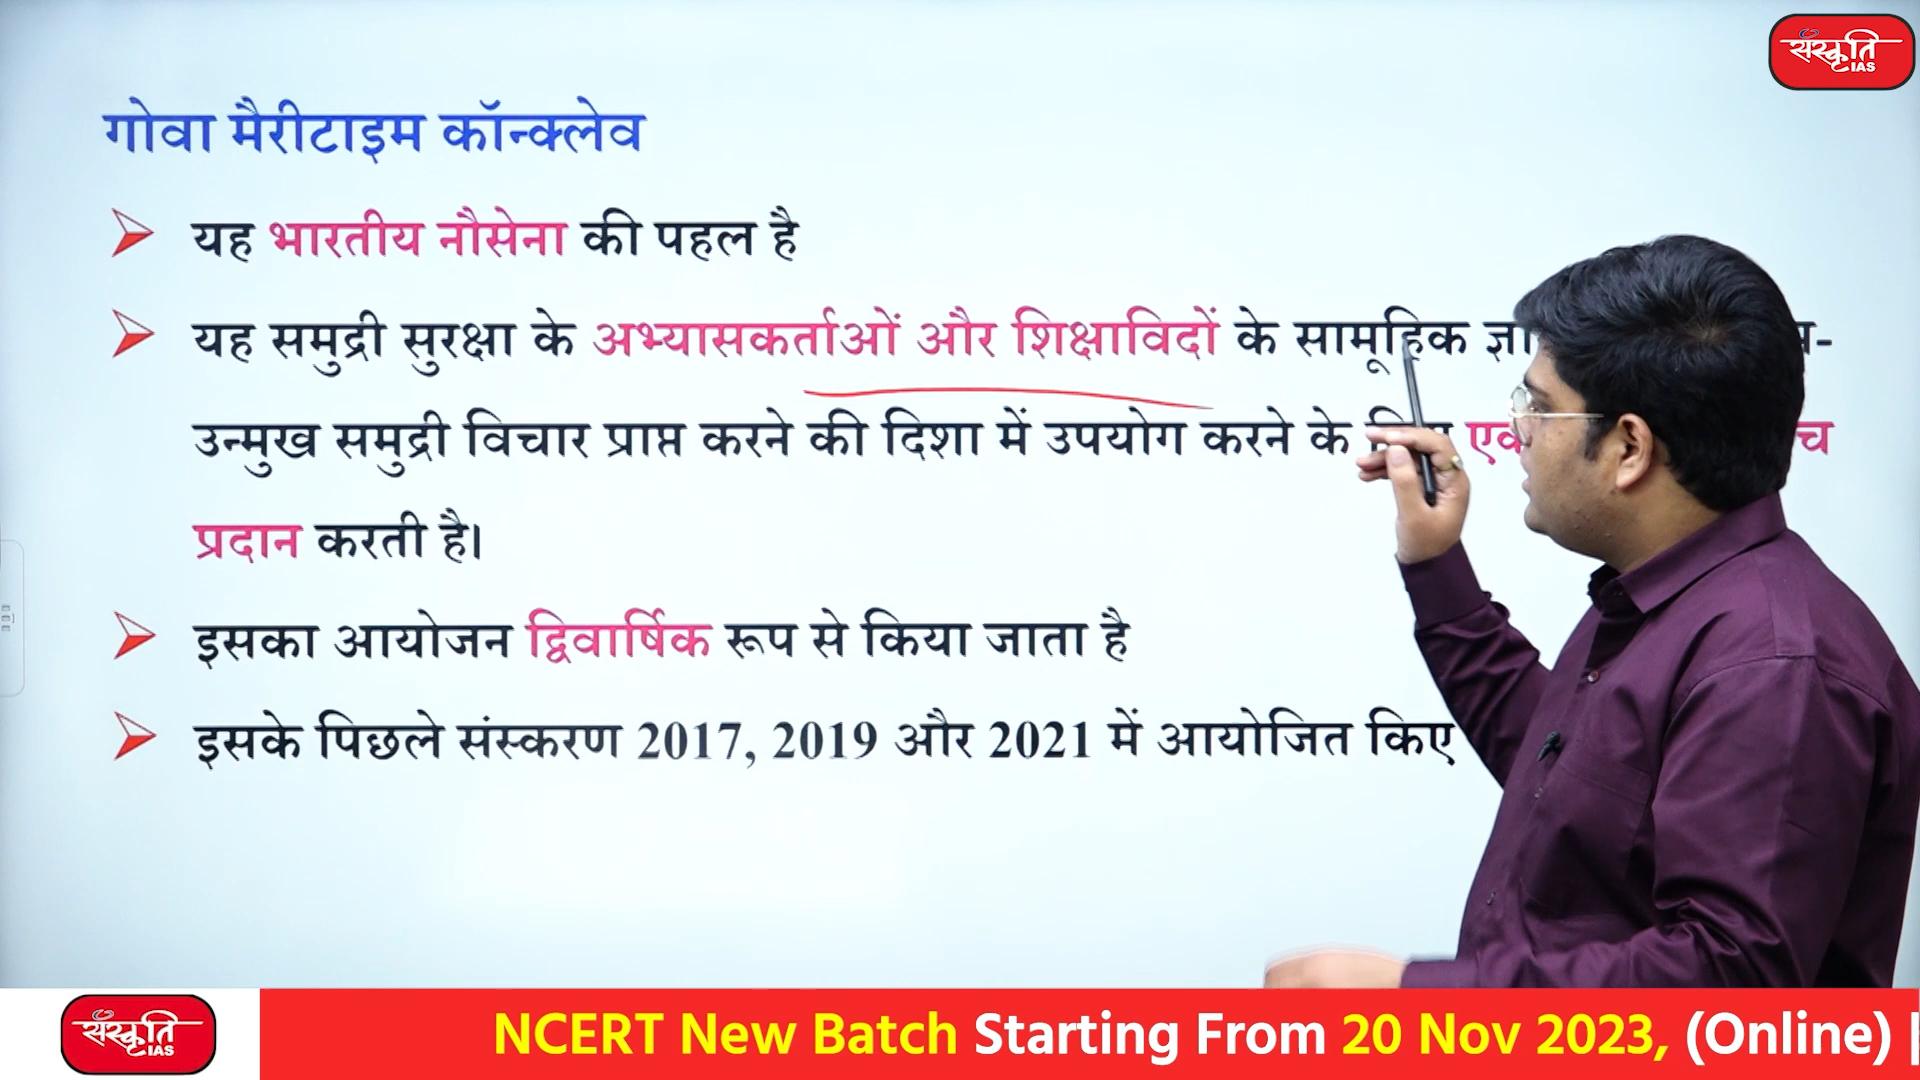 संस्कृति
IAS
गोवा मैरीटाइम कॉन्क्लेव
यह भारतीय नौसेना की पहल है
यह समुद्री सुरक्षा के अभ्यासकर्ताओं और शिक्षाविदों के सामूहिक
उन्मुख समुद्री विचार प्राप्त करने की दिशा में उपयोग करने के
प्रदान करती है।
इसका आयोजन द्विवार्षिक रूप से किया जाता है
इसके पिछले संस्करण 2017, 2019 और 2021 में आयोजित किए
संस्कृति
IAS
NCERT New Batch Starting From 20 Nov 2023, (Online) |